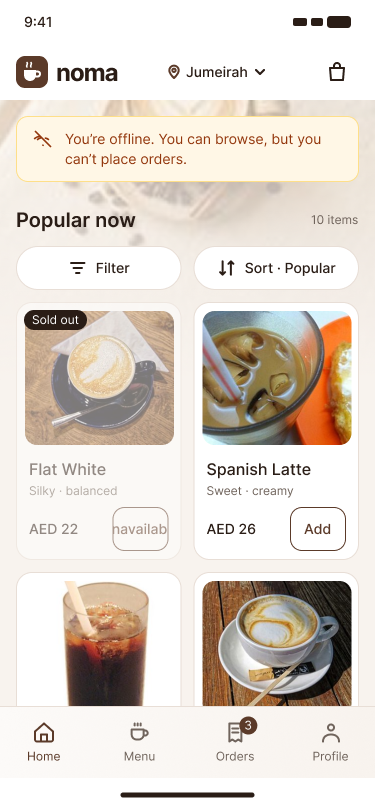 9:41
noma
Jumeirah
You're offline. You can browse, but you
can't place orders.
Popular now
10 items
Filter
Sort · Popular
Sold out
Flat White
Silky · balanced
AED 22
navailab
Spanish Latte
Sweet · creamy
AED 26
Add
Home
Menu
3
Orders
Profile